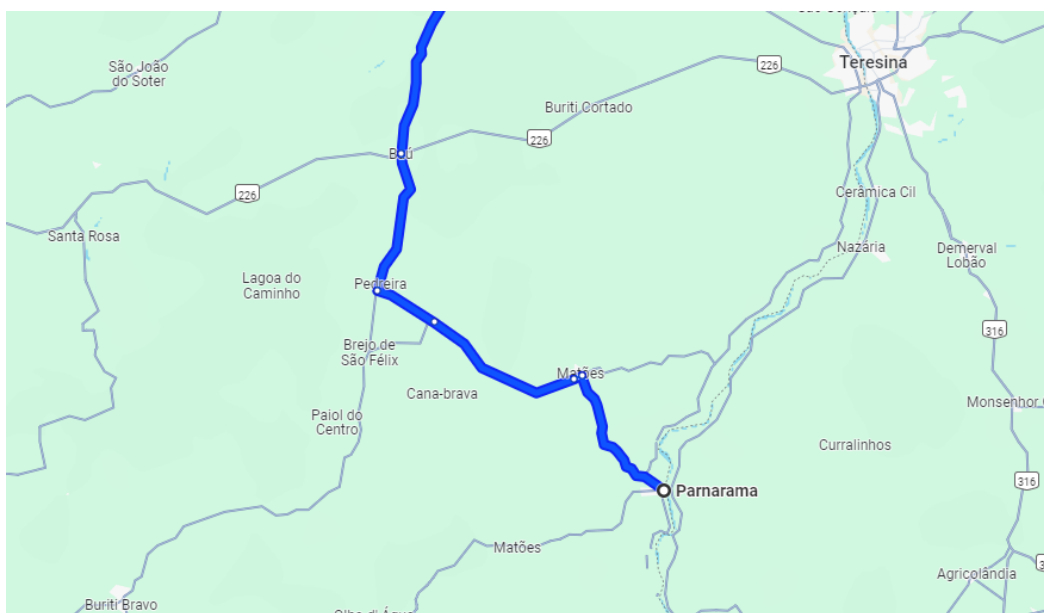 Teresina
226
São João
do Soter
Buriti Cortado
226
Baú
226
Cerâmica Cil
Santa Rosa
Nazária
Demerval
Lobão
Lagoa do
Caminho
Pedreira
316
Brejo de
São Félix
Matões
Cana-brava
Monsenhor
Paiol do
Centro
Curralinhos
316
Parnarama
Matões
Agricolândia
Buriti Bravo